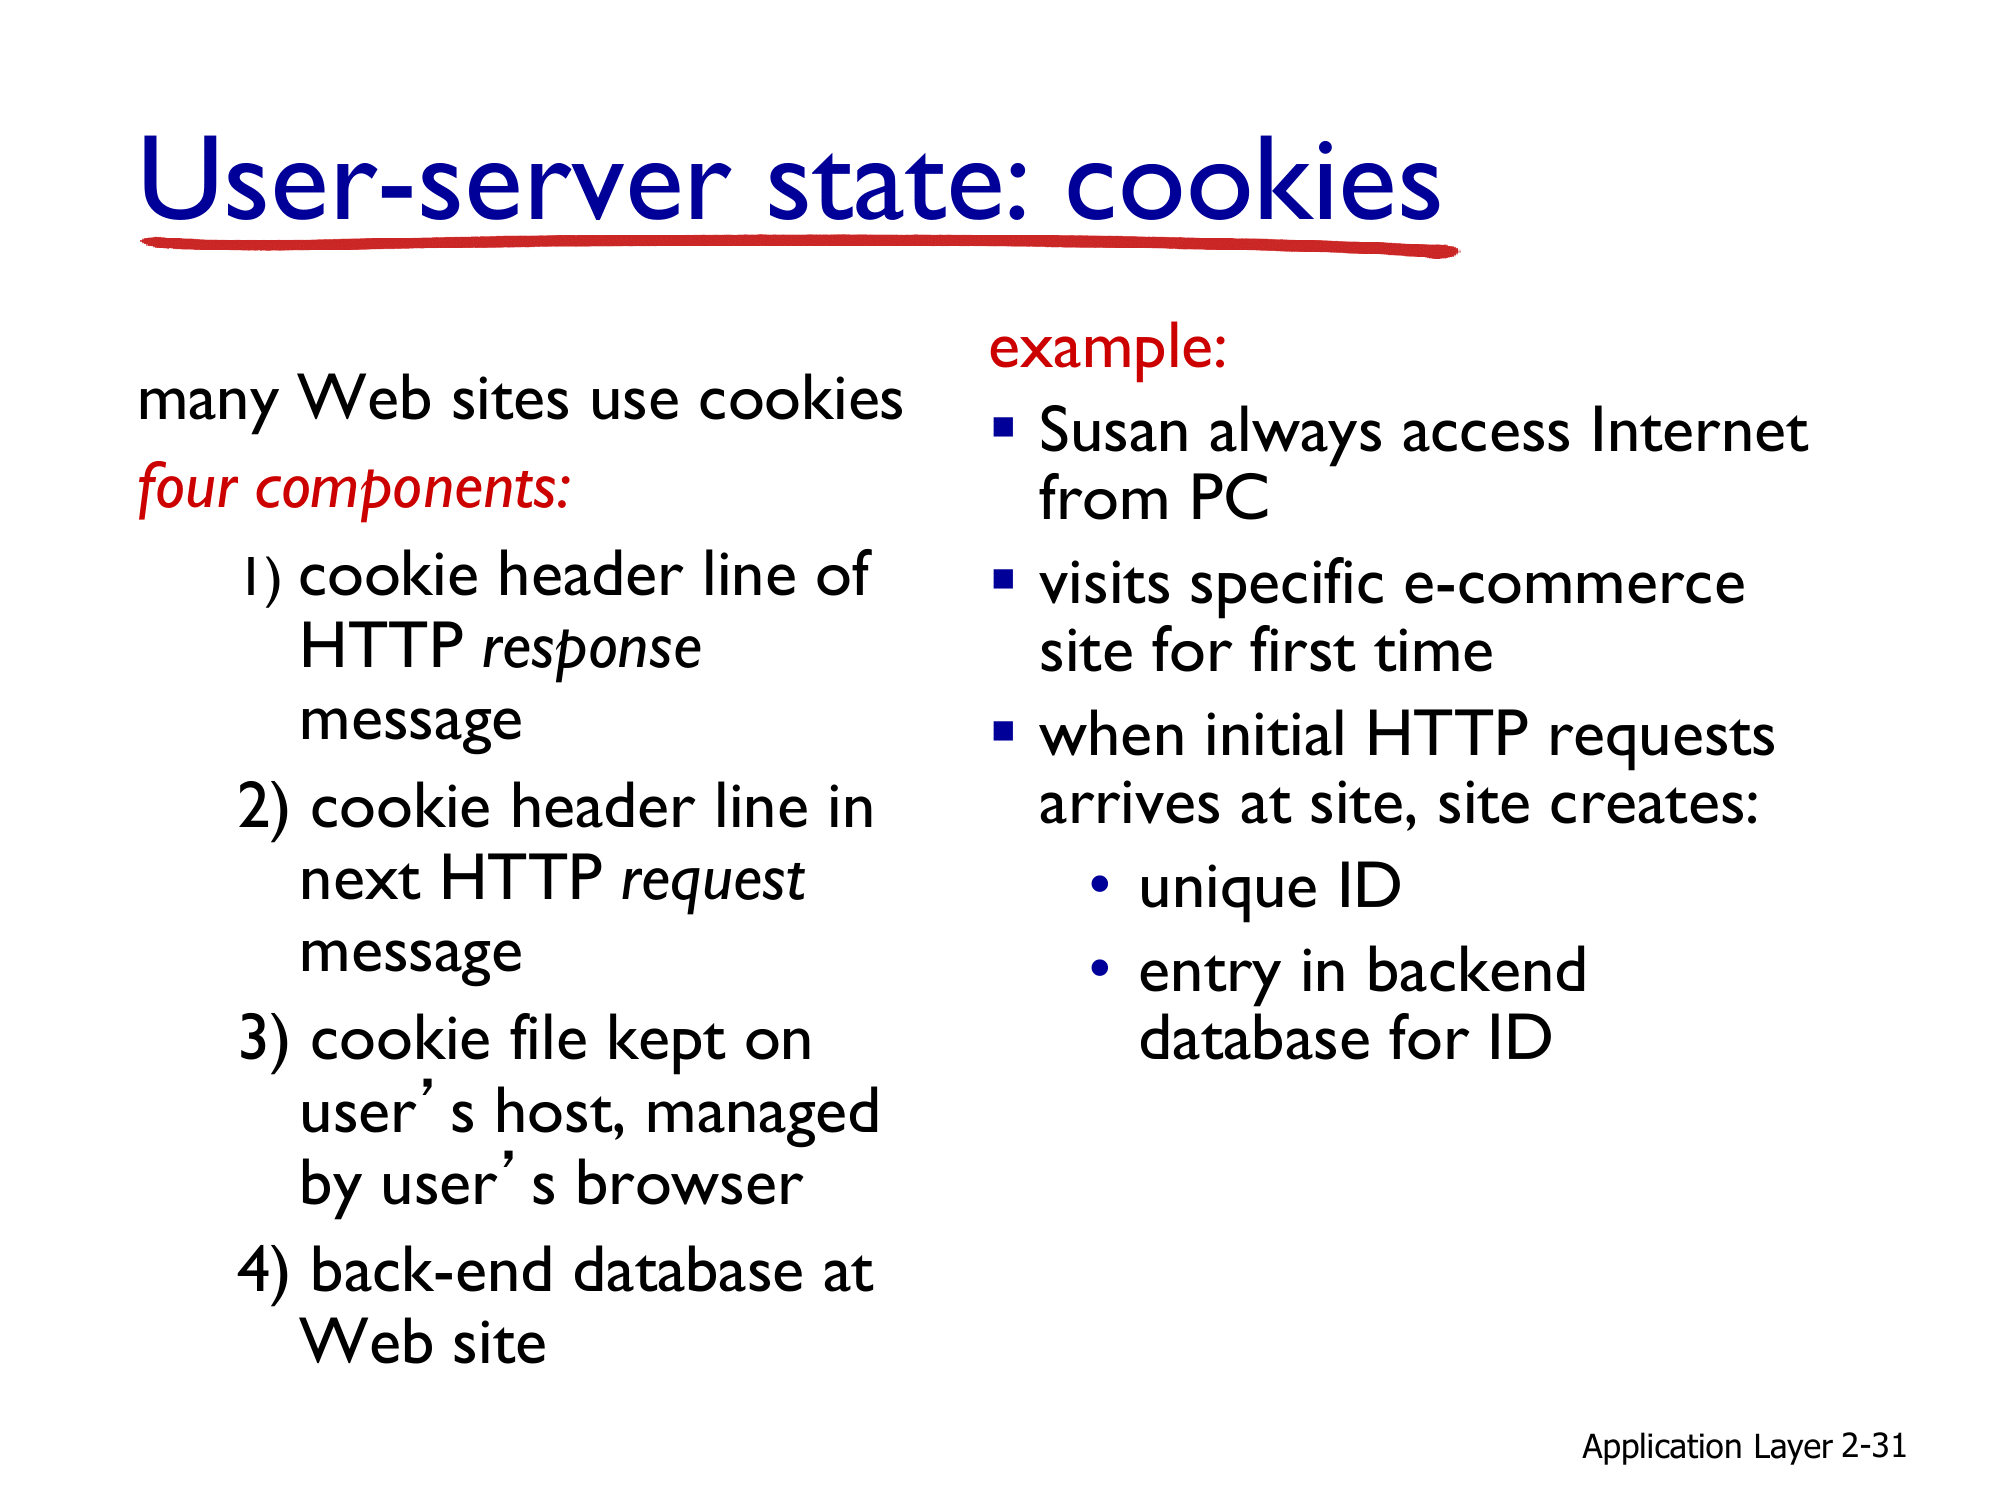 User-server state: cookies
many Web sites use cookies
four components:
1) cookie header line of
HTTP response
message
2) cookie header line in
next HTTP request
message
3) cookie file kept on
user’s host, managed
by user’s browser
4) back-end database at
Web site
example:
▪ Susan always access Internet
from PC
▪ visits specific e-commerce
site for first time
▪ when initial HTTP requests
arrives at site, site creates:
• unique ID
• entry in backend
database for ID
Application Layer 2-31